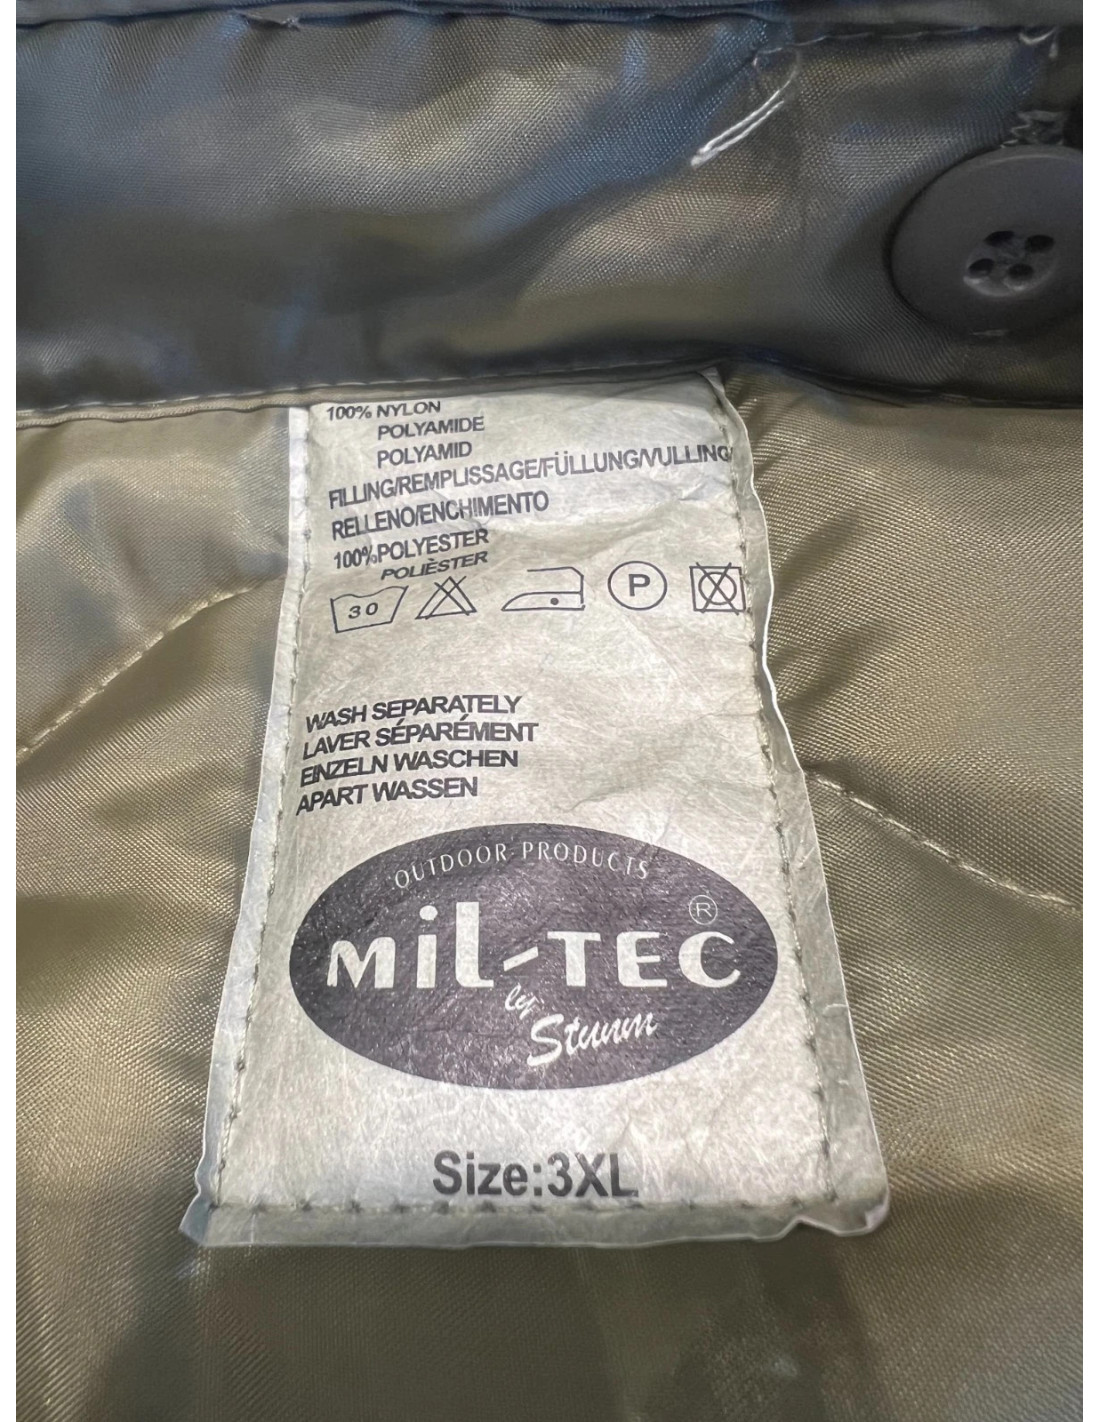 100% NYLON
POLYAMIDE
POLYAMID
FILLING/REMPLISSAGE/FÜLLUNG/VULLING/
RELLENO/ENCHIMENTO
100%POLYESTER
POLIÈSTER
30 P
WASH SEPARATELY
LAVER SÉPARÉMENT
EINZELN WASCHEN
APART WASSEN
OUTDOOR PRODUCTS
MiL-TEC ®
by
Sturm
Size:3XL